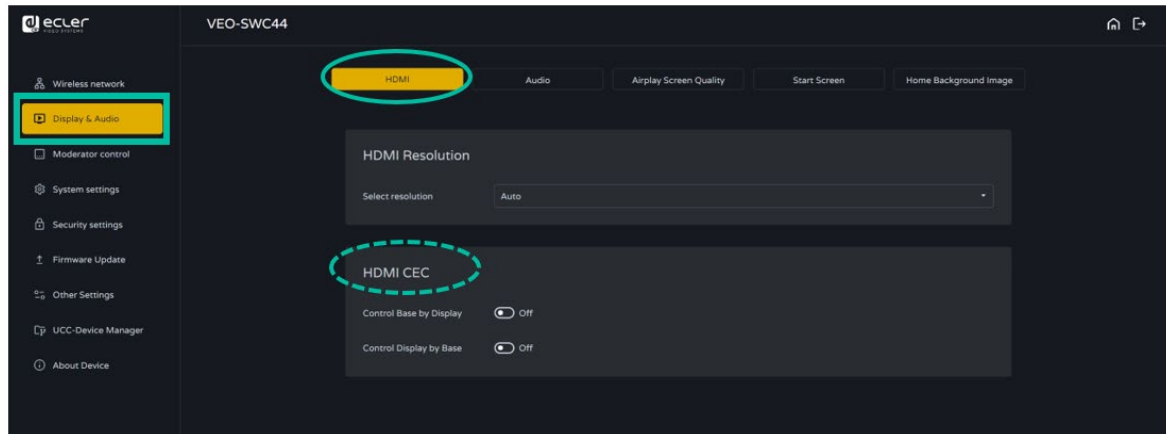 ecler
VIDEO SYSTEMS
VEO-SWC44
Wireless network
Display & Audio
Moderator control
System settings
Security settings
Firmware Update
Other Settings
UCC-Device Manager
About Device
HDMI
Audio
Airplay Screen Quality
Start Screen
Home Background Image
HDMI Resolution
Select resolution
Auto
HDMI CEC
Control Base by Display
Off
Control Display by Base
Off